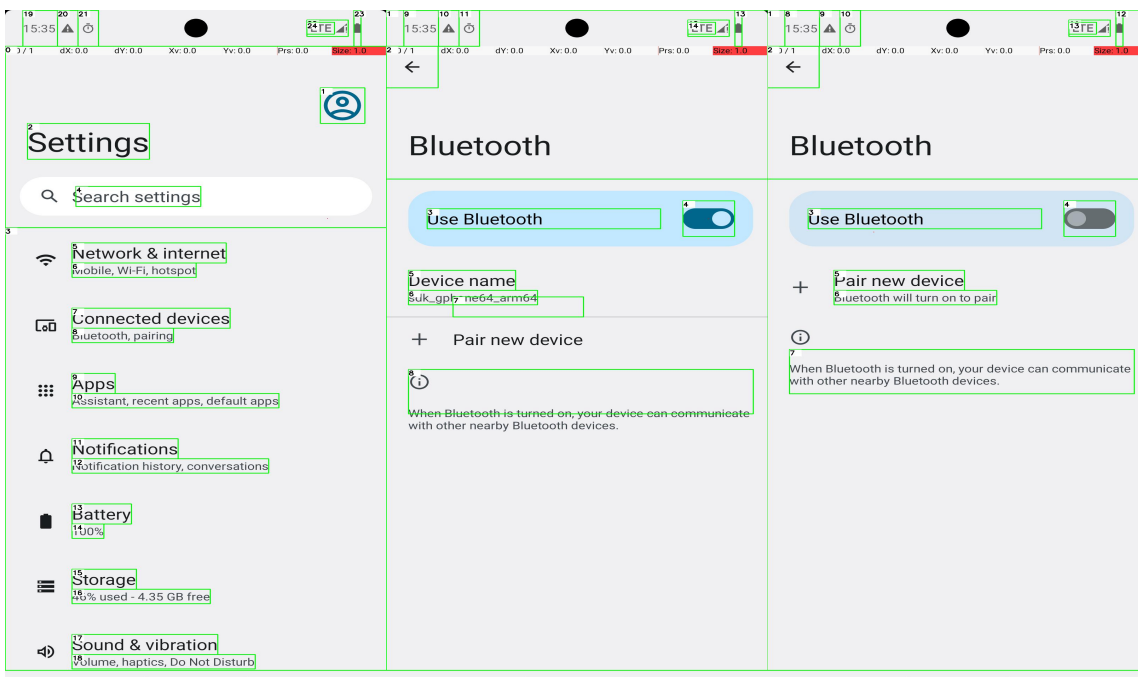 15:35 LTE
0 / 1 dX: 0.0 dY: 0.0 Xv: 0.0 Yv: 0.0 Prs: 0.0 Size: 1.0
Settings
Search settings
Network & internet
Mobile, Wi-Fi, hotspot
Connected devices
Bluetooth, pairing
Apps
Assistant, recent apps, default apps
Notifications
Notification history, conversations
Battery
100%
Storage
46% used - 4.35 GB free
Sound & vibration
Volume, haptics, Do Not Disturb
15:35 LTE
/ 1 dX: 0.0 dY: 0.0 Xv: 0.0 Yv: 0.0 Prs: 0.0 Size: 1.0
Bluetooth
Use Bluetooth
Device name
Pair new device
When Bluetooth is turned on, your device can communicate
with other nearby Bluetooth devices.
15:35 LTE
/ 1 dX: 0.0 dY: 0.0 Xv: 0.0 Yv: 0.0 Prs: 0.0 Size: 1.0
Bluetooth
Use Bluetooth
Pair new device
Bluetooth will turn on to pair
When Bluetooth is turned on, your device can communicate
with other nearby Bluetooth devices.